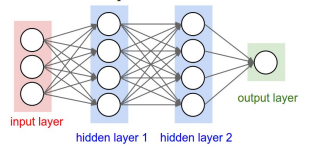 output layer
input layer
hidden layer 1 hidden layer 2